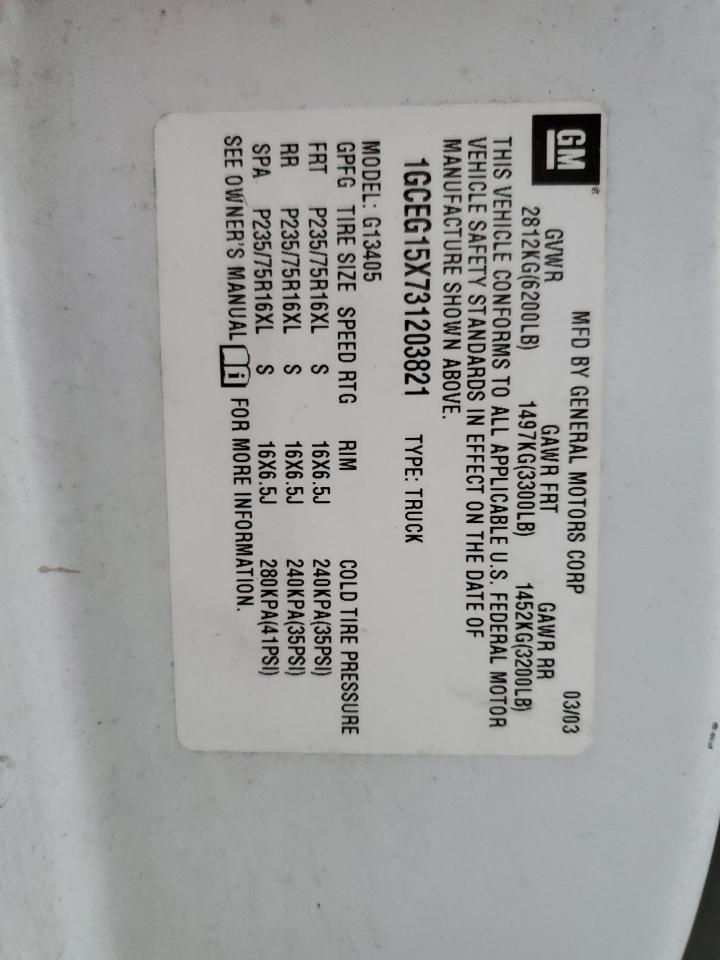 GM
MFD BY GENERAL MOTORS CORP 03/03
GVWR GAWR FRT GAWR RR
2812KG(6200LB) 1497KG(3300LB) 1452KG(3200LB)
THIS VEHICLE CONFORMS TO ALL APPLICABLE U.S. FEDERAL MOTOR
VEHICLE SAFETY STANDARDS IN EFFECT ON THE DATE OF
MANUFACTURE SHOWN ABOVE.
1GCEG15X731203821 TYPE: TRUCK
MODEL: G13405
GPFG TIRE SIZE SPEED RTG RIM COLD TIRE PRESSURE
FRT P235/75R16XL S 16X6.5J 240KPA(35PSI)
RR P235/75R16XL S 16X6.5J 240KPA(35PSI)
SPA P235/75R16XL S 16X6.5J 280KPA(41PSI)
SEE OWNER'S MANUAL i FOR MORE INFORMATION.